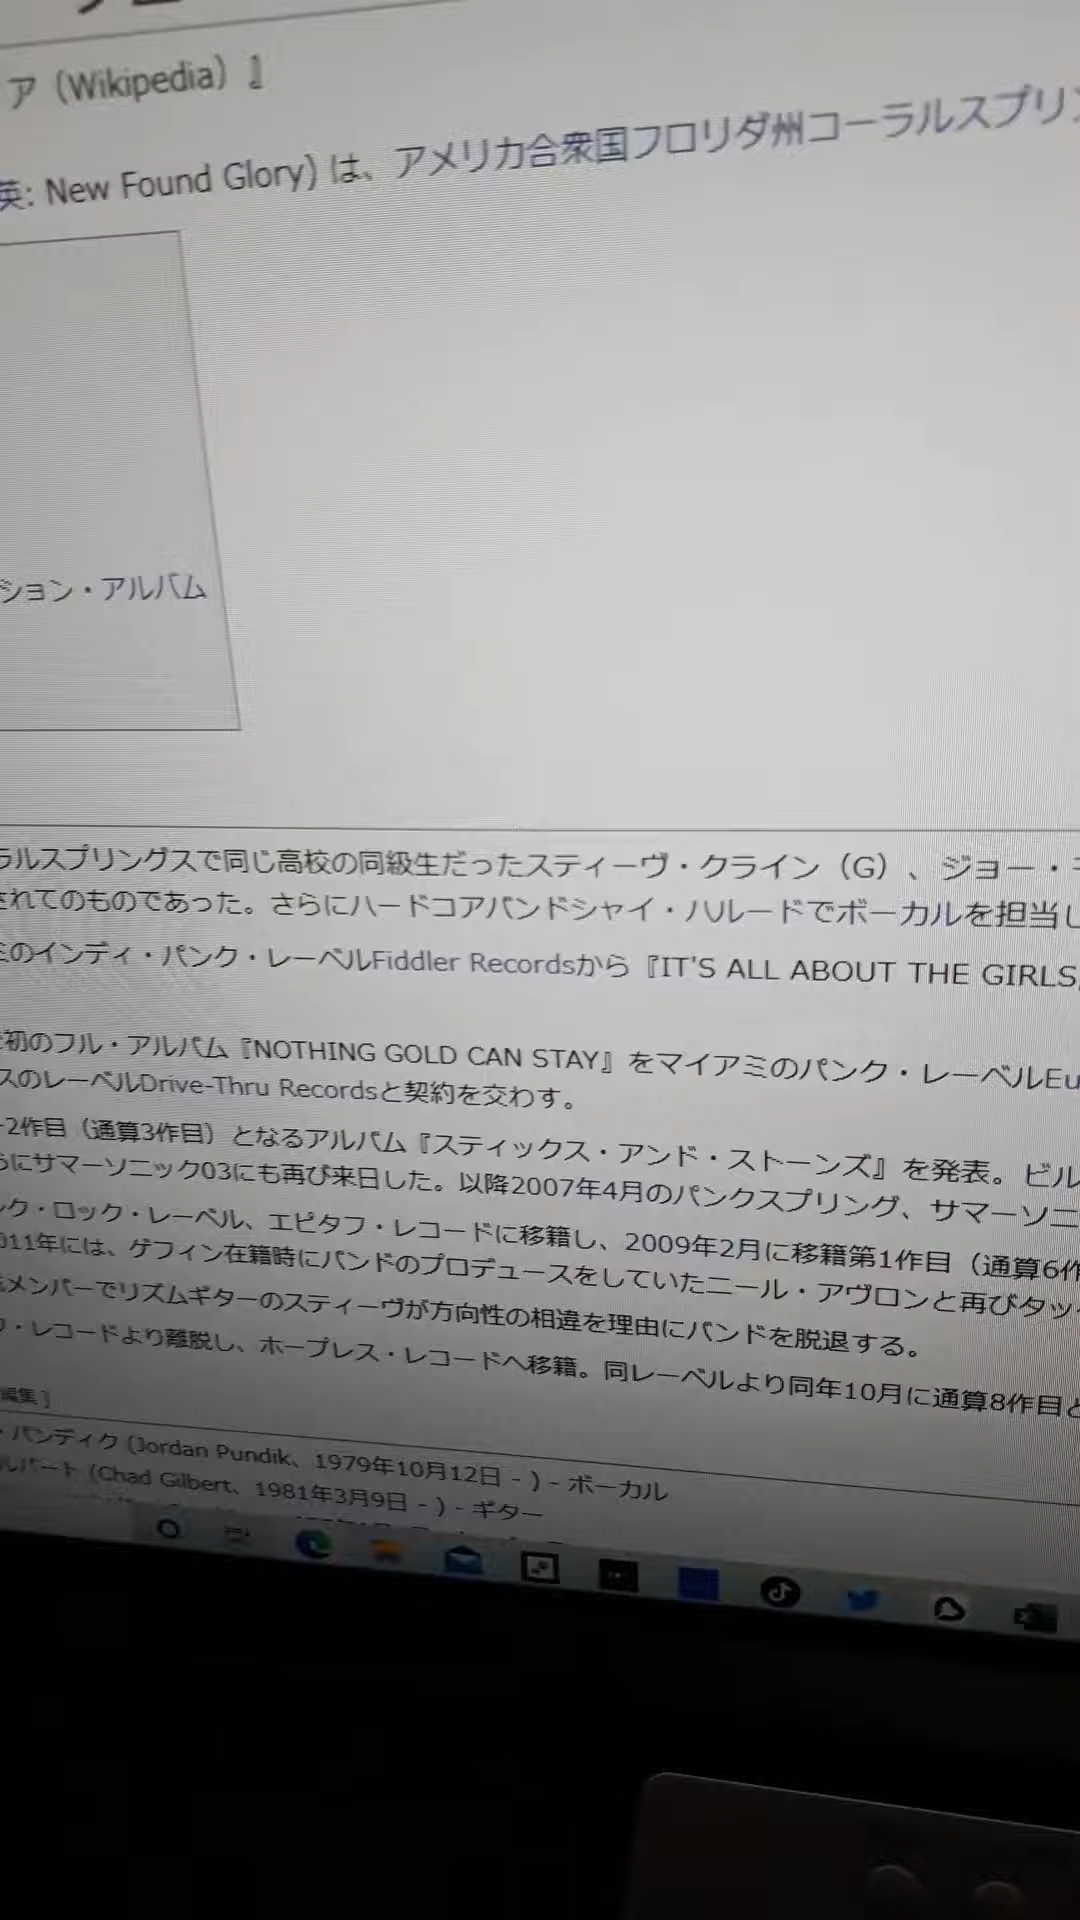 ア（Wikipedia）』
英: New Found Glory) は、アメリカ合衆国フロリダ州コーラルスプリン
ション・アルバム
ラルスプリングスで同じ高校の同級生だったスティーヴ・クライン（G）、ジョー・
されてのものであった。さらにハードコアバンドシャイ・ハルードでボーカルを担当し
ミのインディ・パンク・レーベルFiddler Recordsから『IT'S ALL ABOUT THE GIRLS』
初のフル・アルバム『NOTHING GOLD CAN STAY』をマイアミのパンク・レーベルEu
スのレーベルDrive-Thru Recordsと契約を交わす。
2作目（通算3作目）となるアルバム『スティックス・アンド・ストーンズ』を発表。ビル
うにサマーソニック03にも再び来日した。以降2007年4月のパンクスプリング、サマーソニ
ク・ロック・レーベル、エピタフ・レコードに移籍し、2009年2月に移籍第1作目（通算6作
011年には、ゲフィン在籍時にバンドのプロデュースをしていたニール・アヴロンと再びタッ
メンバーでリズムギターのスティーヴが方向性の相違を理由にバンドを脱退する。
フ・レコードより離脱し、ホープレス・レコードへ移籍。同レーベルより同年10月に通算8作目と
編集]
・パンディク (Jordan Pundik、1979年10月12日 - ) - ボーカル
ルバート (Chad Gilbert、1981年3月9日 - ) - ギター